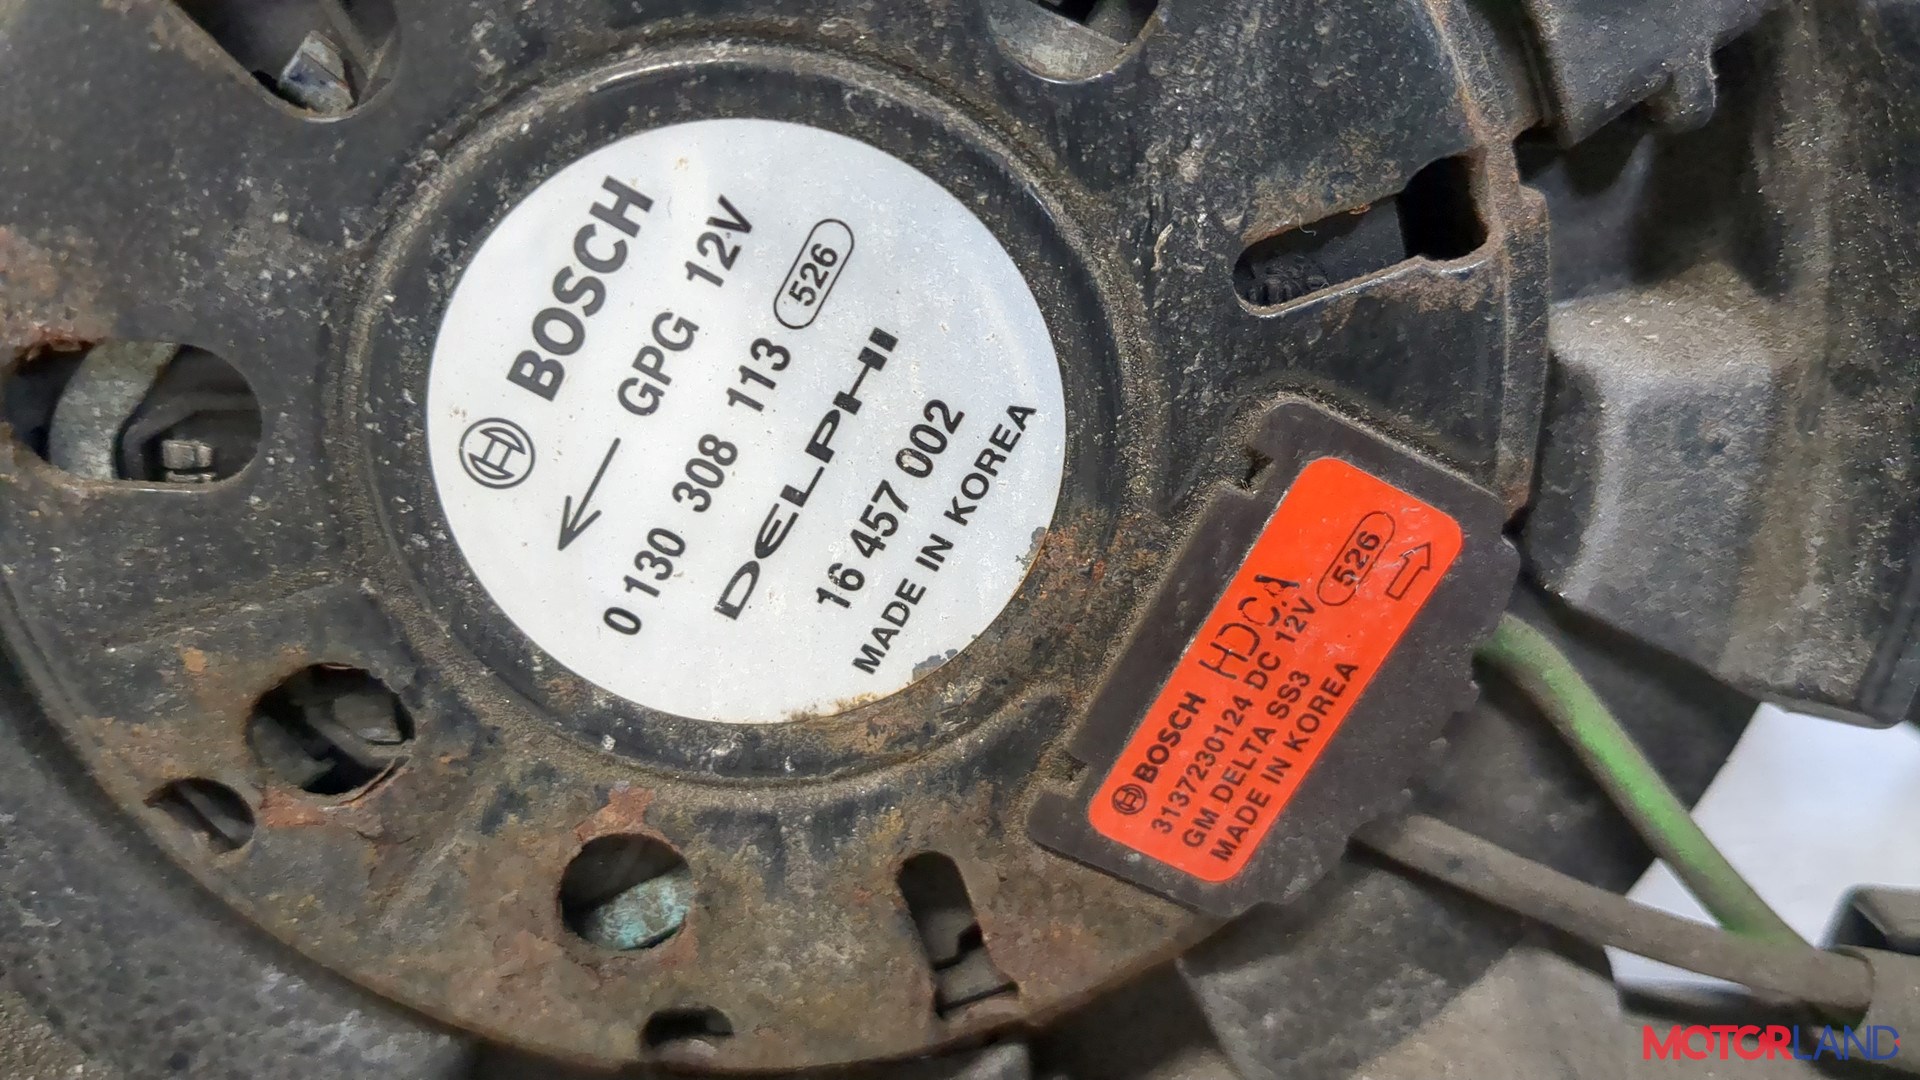 BOSCH
GPG 12V
0 130 308 113 526
DELPHI
16 457 002
MADE IN KOREA
BOSCH
3137230124 DC 12V 526
GM DELTA SS3
MADE IN KOREA
MOTORLAND